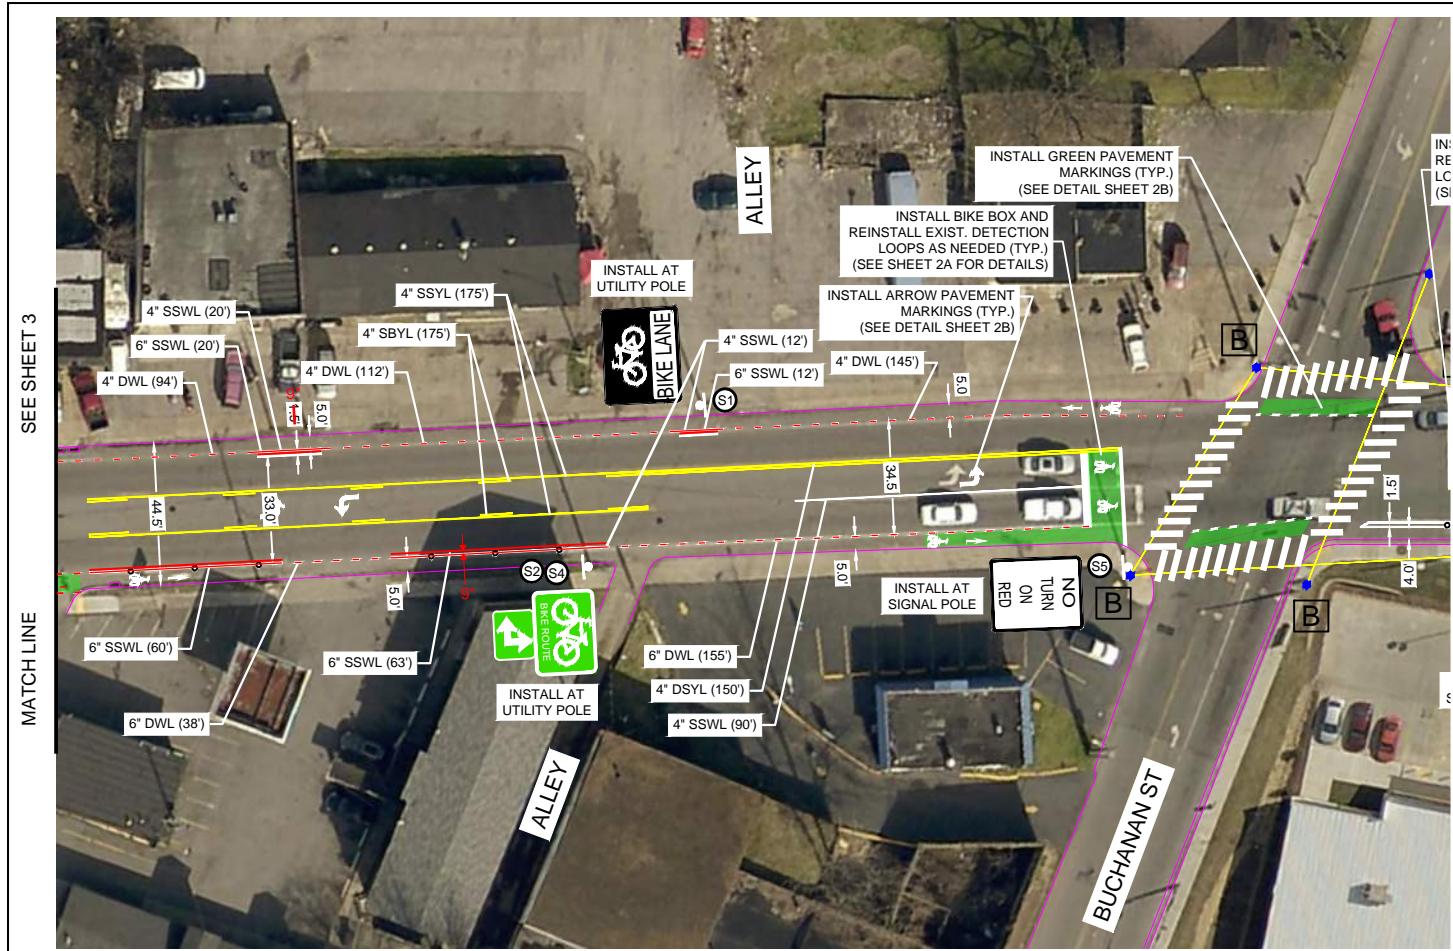 SEE SHEET 3
MATCH LINE
ALLEY
INSTALL GREEN PAVEMENT
MARKINGS (TYP.)
(SEE DETAIL SHEET 2B)
INSTALL BIKE BOX AND
REINSTALL EXIST. DETECTION
LOOPS AS NEEDED (TYP.)
(SEE SHEET 2A FOR DETAILS)
INSTALL ARROW PAVEMENT
MARKINGS (TYP.)
(SEE DETAIL SHEET 2B)
INSTALL AT
UTILITY POLE
BIKE LANE
4" SSYL (175')
4" SBYL (175')
4" SSWL (20')
6" SSWL (20')
4" DWL (94')
4" DWL (112')
4" SSWL (12')
6" SSWL (12')
4" DWL (145')
S1
B
5.0'
5.0
44.5'
33.0'
34.5
1.5'
4.0'
5.0'
5.0'
9
S2
S4
S5
B
B
BIKE ROUTE
INSTALL AT
UTILITY POLE
NO
TURN
ON
RED
INSTALL AT
SIGNAL POLE
6" SSWL (60')
6" SSWL (63')
6" DWL (38')
6" DWL (155')
4" DSYL (150')
4" SSWL (90')
ALLEY
BUCHANAN ST